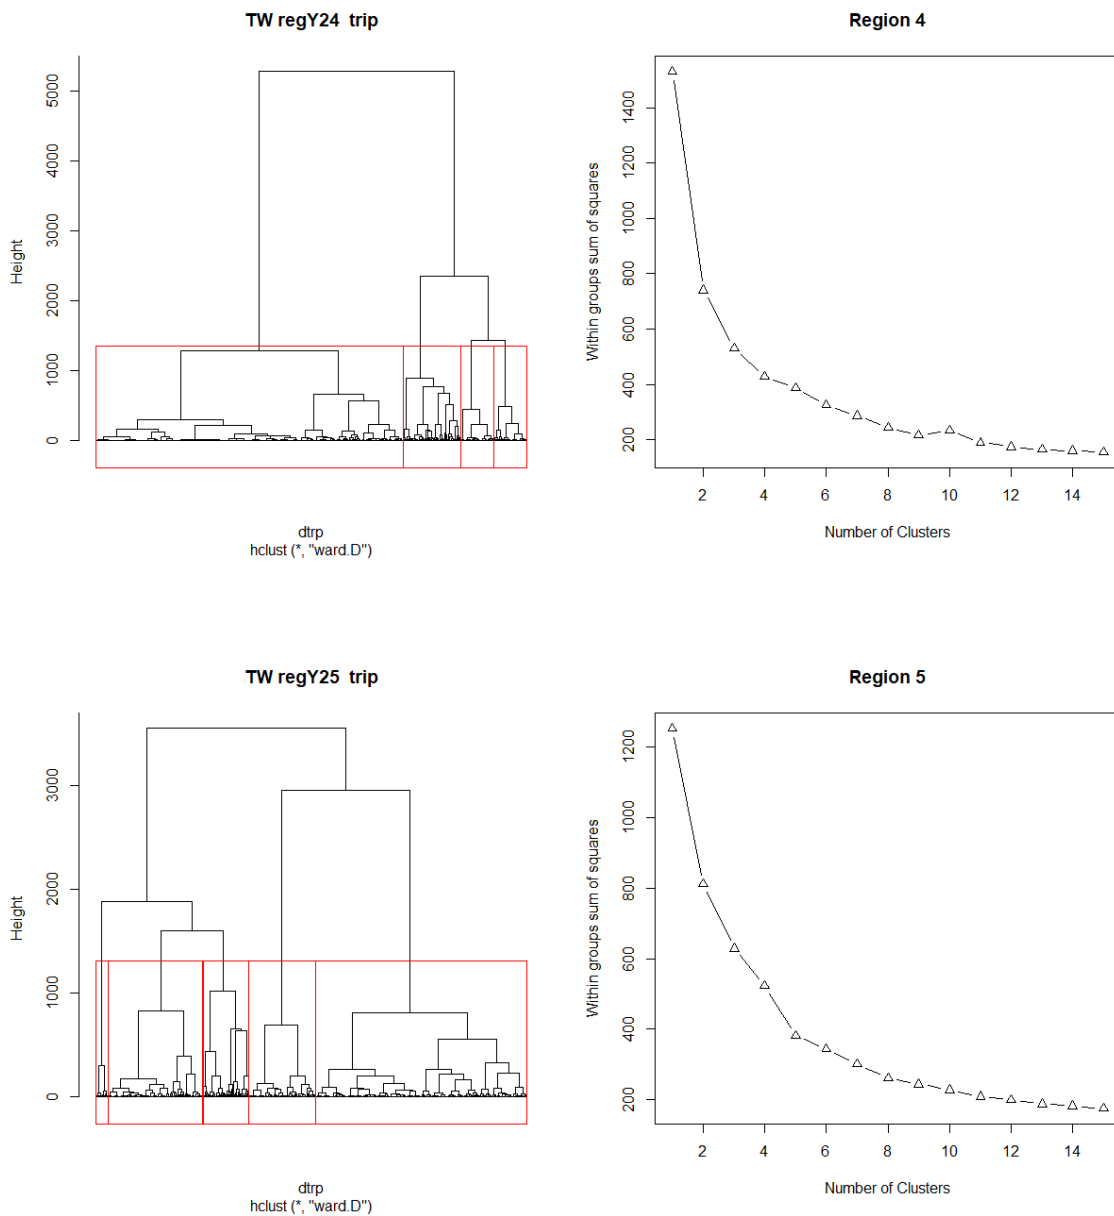 TW regY24  trip
Height
0
1000
2000
3000
4000
5000
dtrp
hclust (*, "ward.D")
Region 4
Within groups sum of squares
200
400
600
800
1000
1200
1400
2 4 6 8 10 12 14
Number of Clusters
TW regY25  trip
Height
0
1000
2000
3000
dtrp
hclust (*, "ward.D")
Region 5
Within groups sum of squares
200
400
600
800
1000
1200
2 4 6 8 10 12 14
Number of Clusters